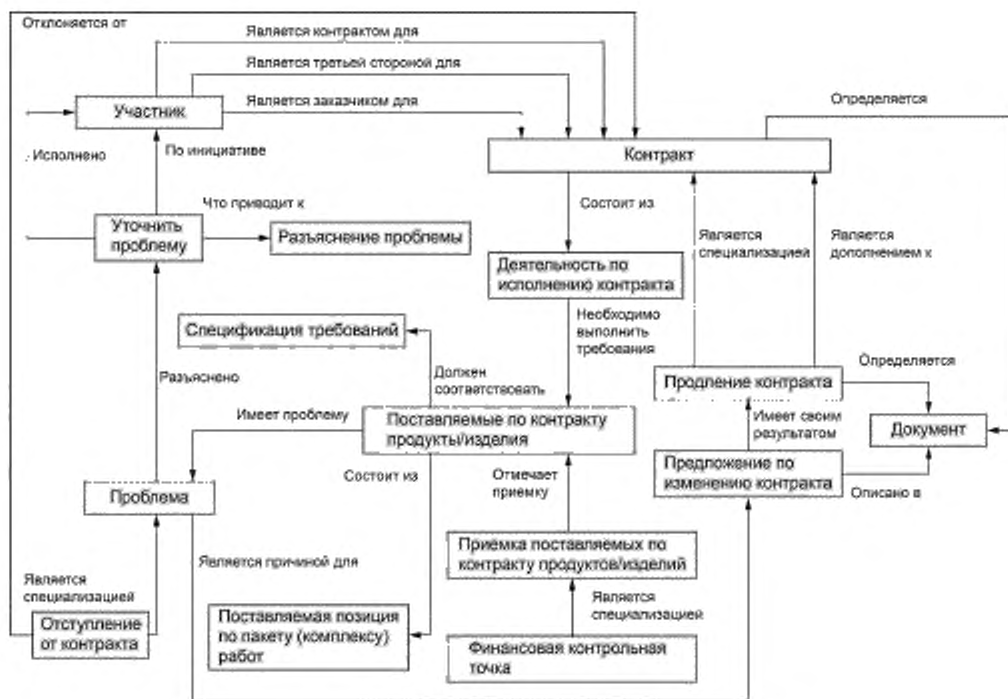 Отклоняется от
Является контрактом для
Является третьей стороной для
Является заказчиком для
Определяется
Участник
Исполнено
По инициативе
Контракт
Что приводит к
Состоит из
Уточнить
проблему
Разъяснение проблемы
Является
специализацией
Является
дополнением к
Деятельность по
исполнению контракта
Спецификация требований
Необходимо
выполнить
требования
Разъяснено
Должен
соответствовать
Продление контракта
Определяется
Имеет проблему
Поставляемые по контракту
продукты/изделия
Имеет своим
результатом
Документ
Состоит из
Отмечает
приемку
Предложение по
изменению контракта
Описано в
Проблема
Является причиной для
Приёмка поставляемых по
контракту продуктов/изделий
Является
специализацией
Является
специализацией
Отступление
от контракта
Поставляемая позиция
по пакету (комплексу)
работ
Финансовая контрольная
точка